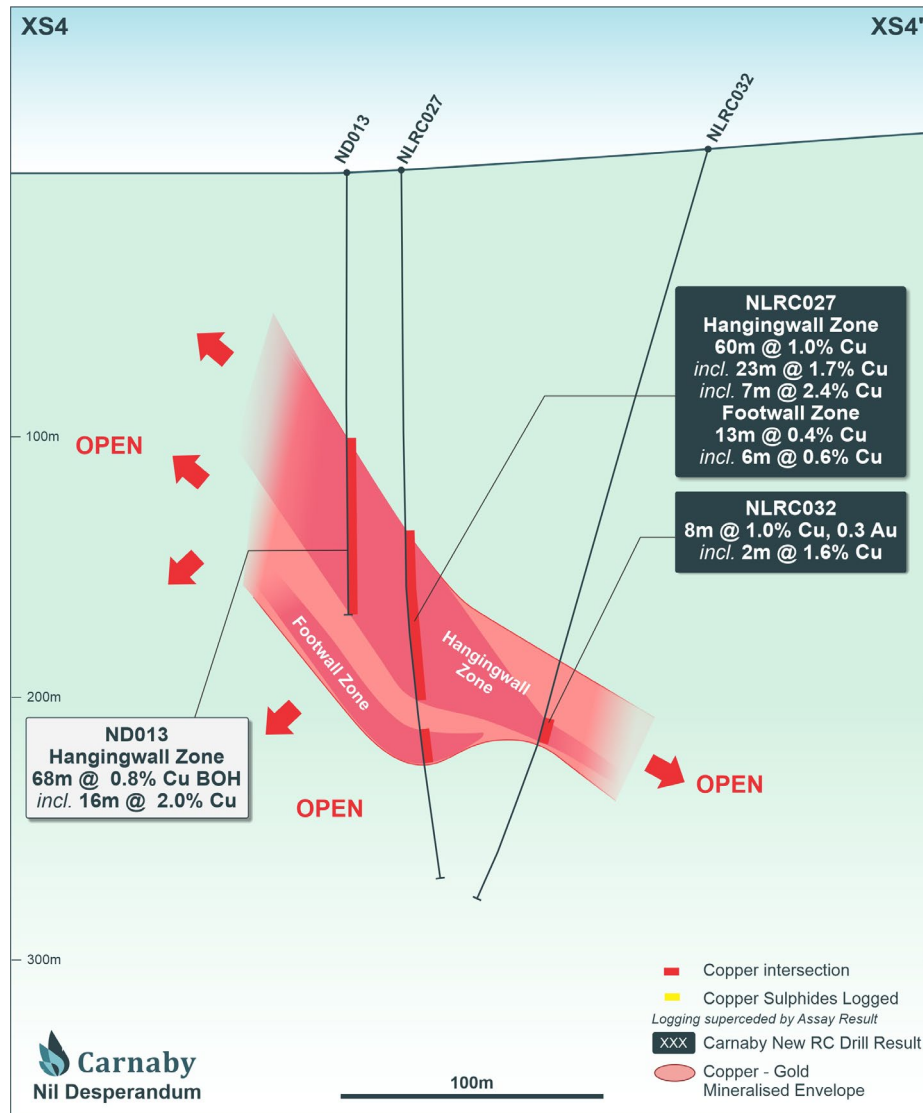 XS4
XS4'
ND013
NLRC027
NLRC032
NLRC027
Hangingwall Zone
60m @ 1.0% Cu
incl. 23m @ 1.7% Cu
incl. 7m @ 2.4% Cu
Footwall Zone
13m @ 0.4% Cu
incl. 6m @ 0.6% Cu
100m
OPEN
NLRC032
8m @ 1.0% Cu, 0.3 Au
incl. 2m @ 1.6% Cu
Footwall Zone
Hangingwall
Zone
200m
ND013
Hangingwall Zone
68m @ 0.8% Cu BOH
incl. 16m @ 2.0% Cu
OPEN
OPEN
300m
Copper intersection
Copper Sulphides Logged
Logging superceded by Assay Result
XXX Carnaby New RC Drill Result
Copper - Gold
Mineralised Envelope
Carnaby
Nil Desperandum
100m